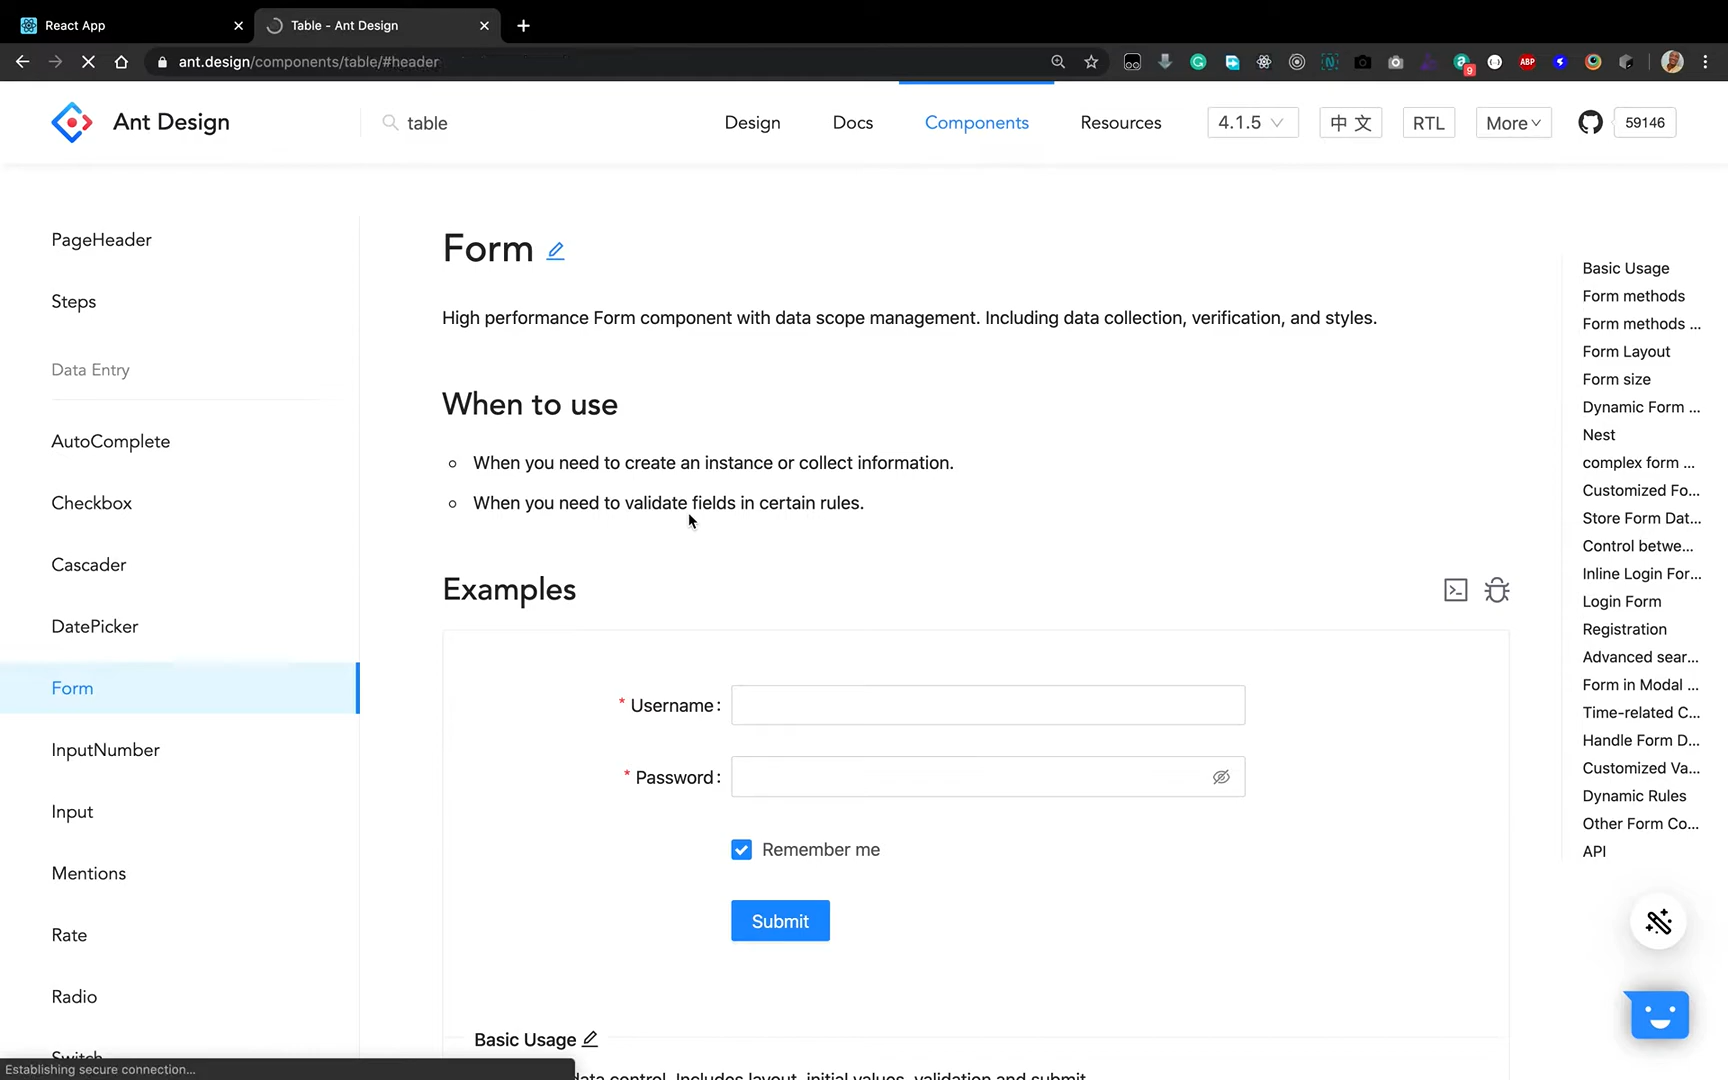 React App
Table - Ant Design
ant.design/components/table/#header
Ant Design
table
Design
Docs
Components
Resources
4.1.5
中 文
RTL
More
59146
PageHeader
Steps
Data Entry
AutoComplete
Checkbox
Cascader
DatePicker
Form
InputNumber
Input
Mentions
Rate
Radio
Switch
Form
High performance Form component with data scope management. Including data collection, verification, and styles.
When to use
When you need to create an instance or collect information.
When you need to validate fields in certain rules.
Examples
* Username:
* Password:
Remember me
Submit
Basic Usage
data control. Includes layout, initial values, validation and submit.
Basic Usage
Form methods
Form methods ...
Form Layout
Form size
Dynamic Form ...
Nest
complex form ...
Customized Fo...
Store Form Dat...
Control betwe...
Inline Login For...
Login Form
Registration
Advanced sear...
Form in Modal ...
Time-related C...
Handle Form D...
Customized Va...
Dynamic Rules
Other Form Co...
API
Establishing secure connection...
ABP
9